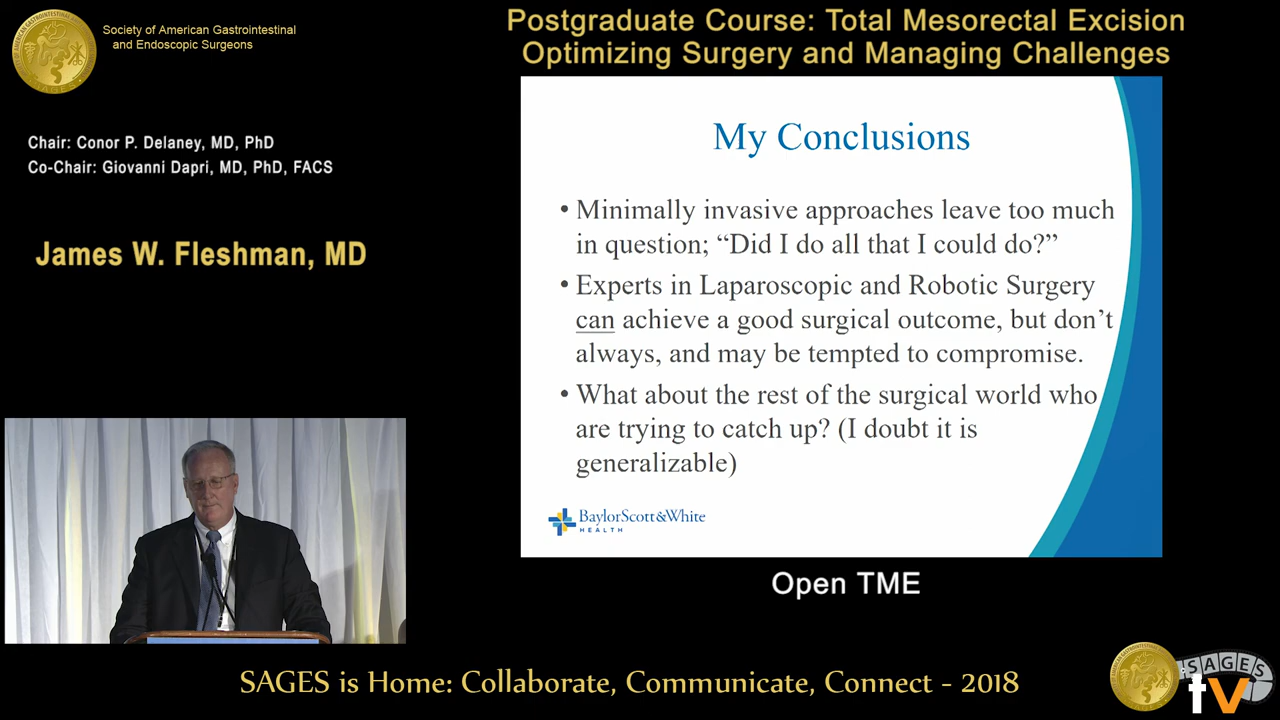 Society of American Gastrointestinal
and Endoscopic Surgeons
Postgraduate Course: Total Mesorectal Excision
Optimizing Surgery and Managing Challenges
Chair: Conor P. Delaney, MD, PhD
Co-Chair: Giovanni Dapri, MD, PhD, FACS
James W. Fleshman, MD
My Conclusions
• Minimally invasive approaches leave too much
in question; “Did I do all that I could do?”
• Experts in Laparoscopic and Robotic Surgery
can achieve a good surgical outcome, but don’t
always, and may be tempted to compromise.
• What about the rest of the surgical world who
are trying to catch up? (I doubt it is
generalizable)
BaylorScott&White
HEALTH
Open TME
SAGES is Home: Collaborate, Communicate, Connect - 2018
SAGES
tv